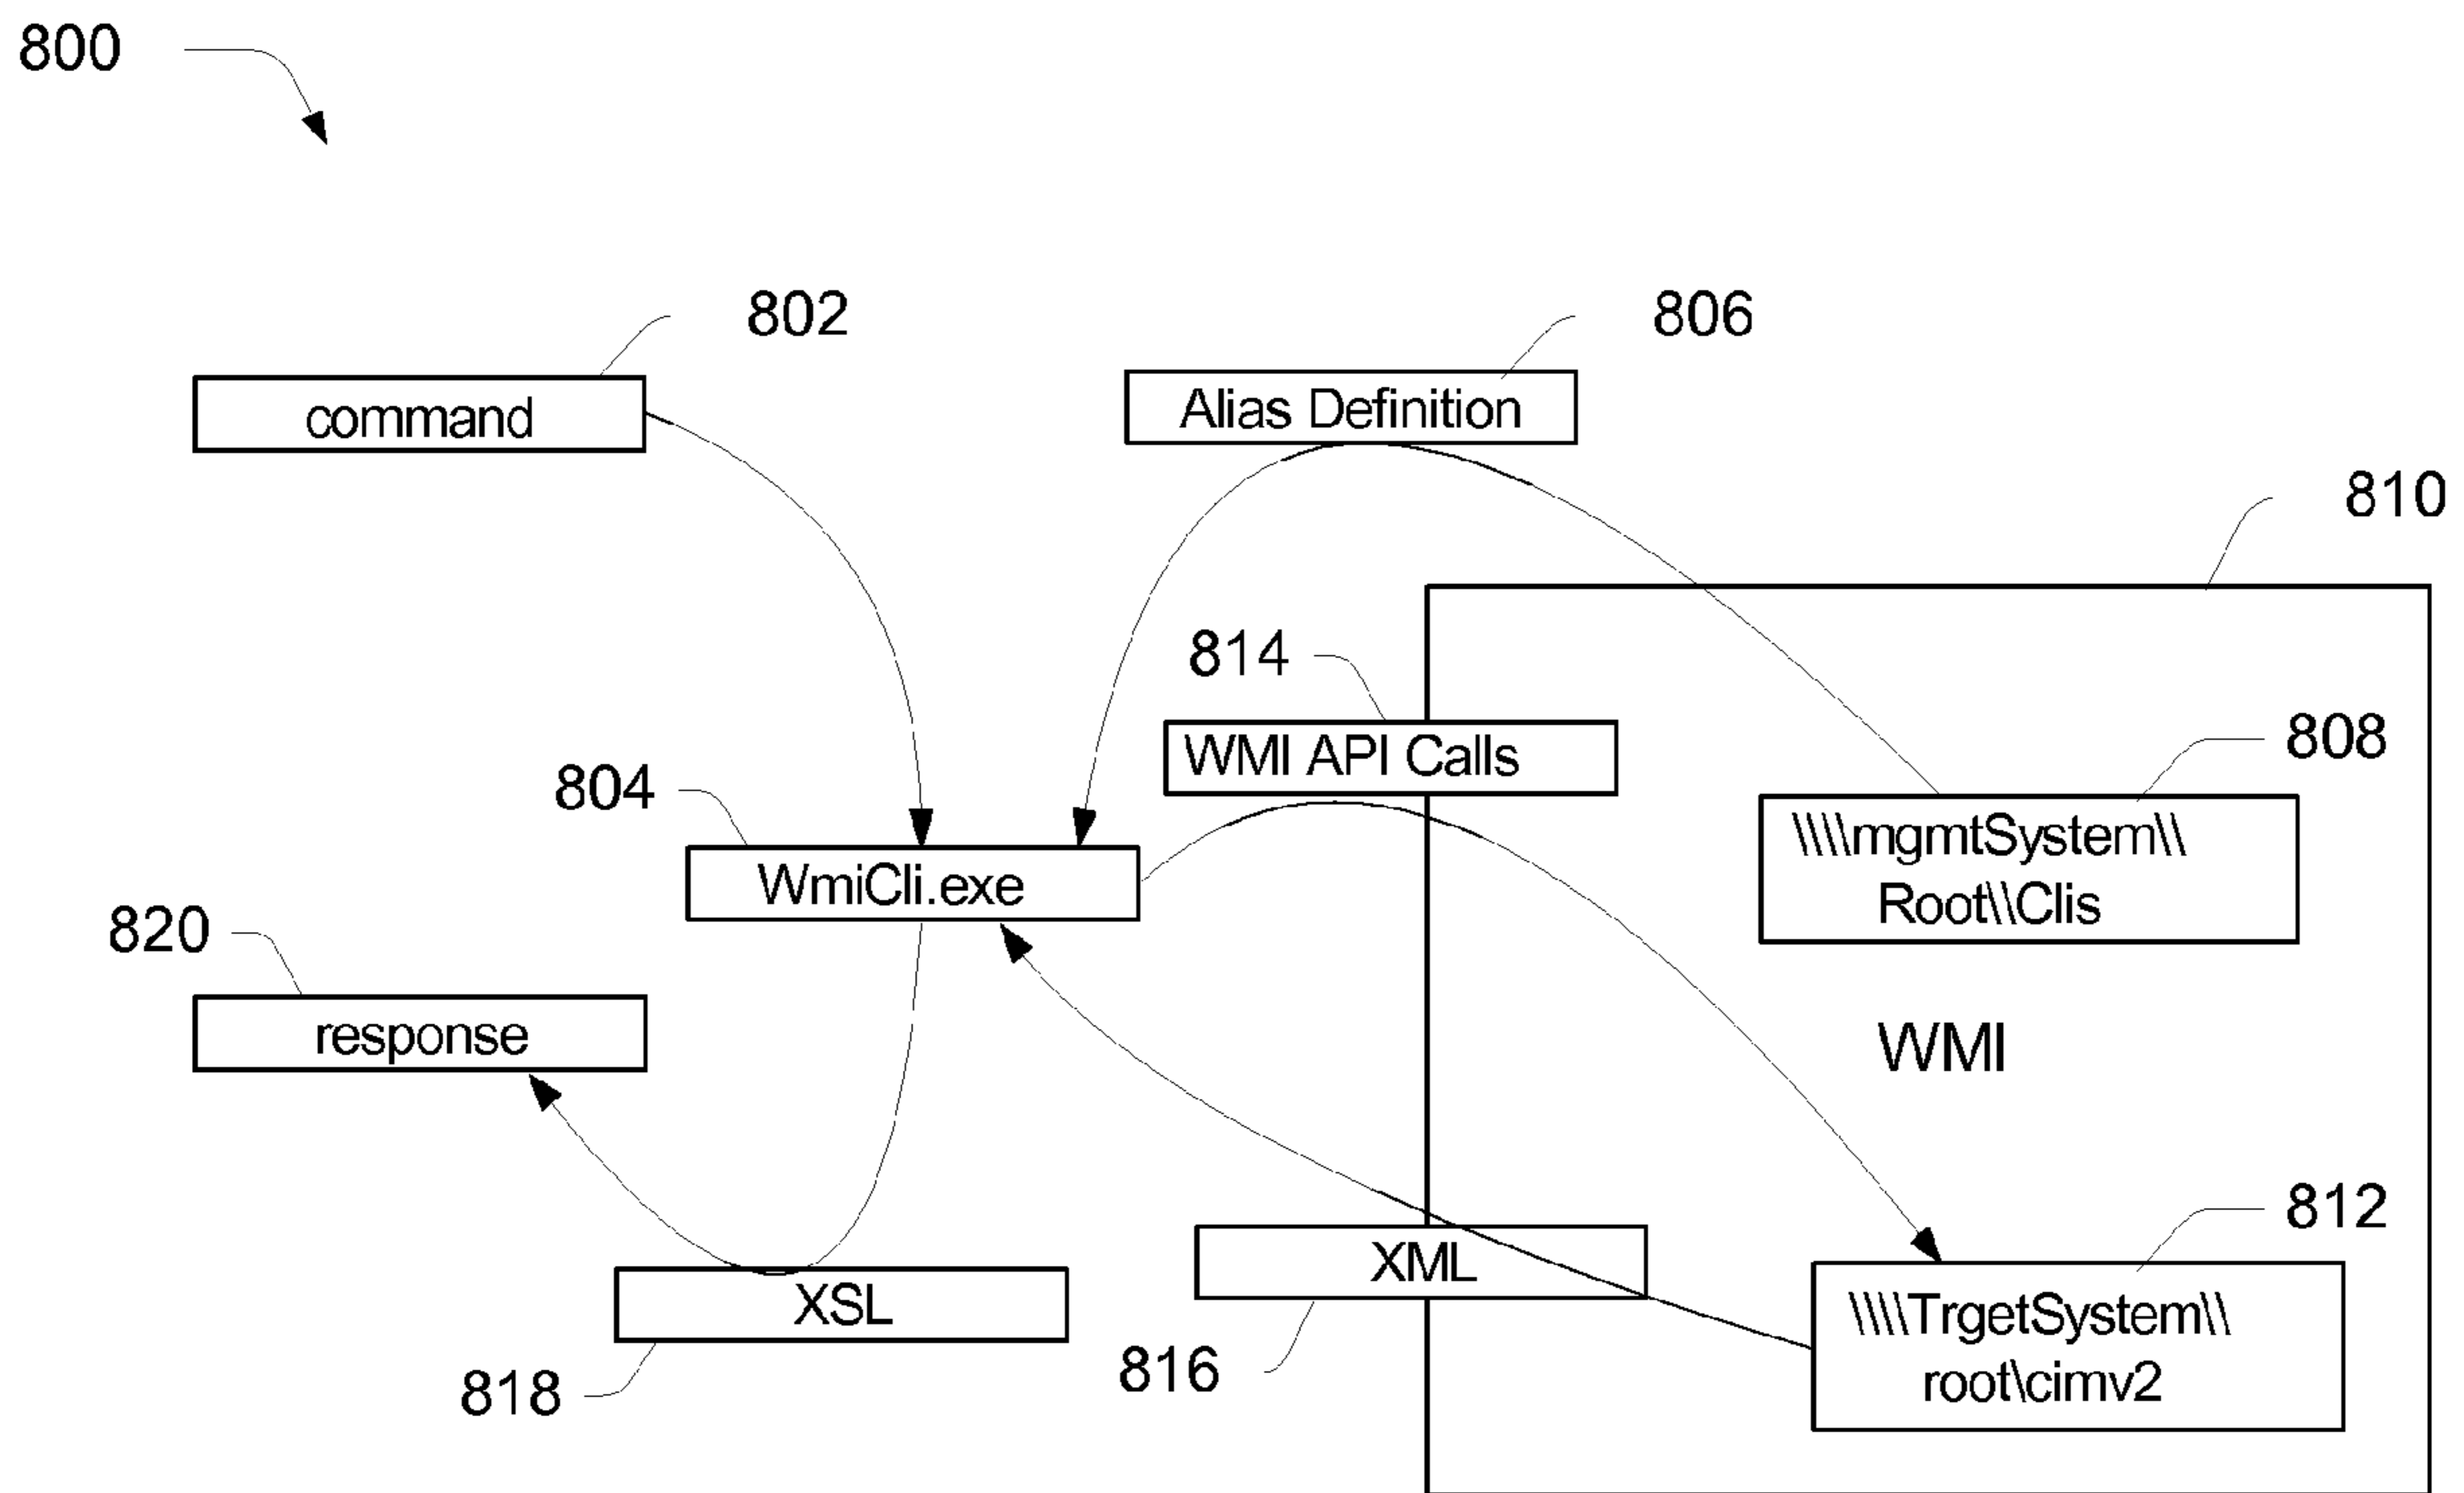 800
802
806
command
Alias Definition
810
814
WMI API Calls
808
804
\\\\mgmtSystem\\
Root\\Clis
WmiCli.exe
820
response
WMI
812
XML
\\\\TrgetSystem\\
root\cimv2
XSL
816
818